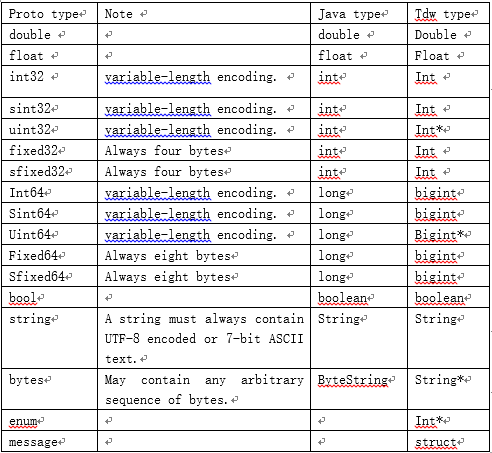 Proto type Note Java type Tdw type
double double Double
float float Float
int32 variable-length encoding. int Int
sint32 variable-length encoding. int Int
uint32 variable-length encoding. int Int*
fixed32 Always four bytes int Int
sfixed32 Always four bytes int Int
Int64 variable-length encoding. long bigint
Sint64 variable-length encoding. long bigint
Uint64 variable-length encoding. long Bigint*
Fixed64 Always eight bytes long bigint
Sfixed64 Always eight bytes long bigint
bool boolean boolean
string A string must always contain String String
UTF-8 encoded or 7-bit ASCII
text.
bytes May contain any arbitrary ByteString String*
sequence of bytes.
enum Int*
message struct